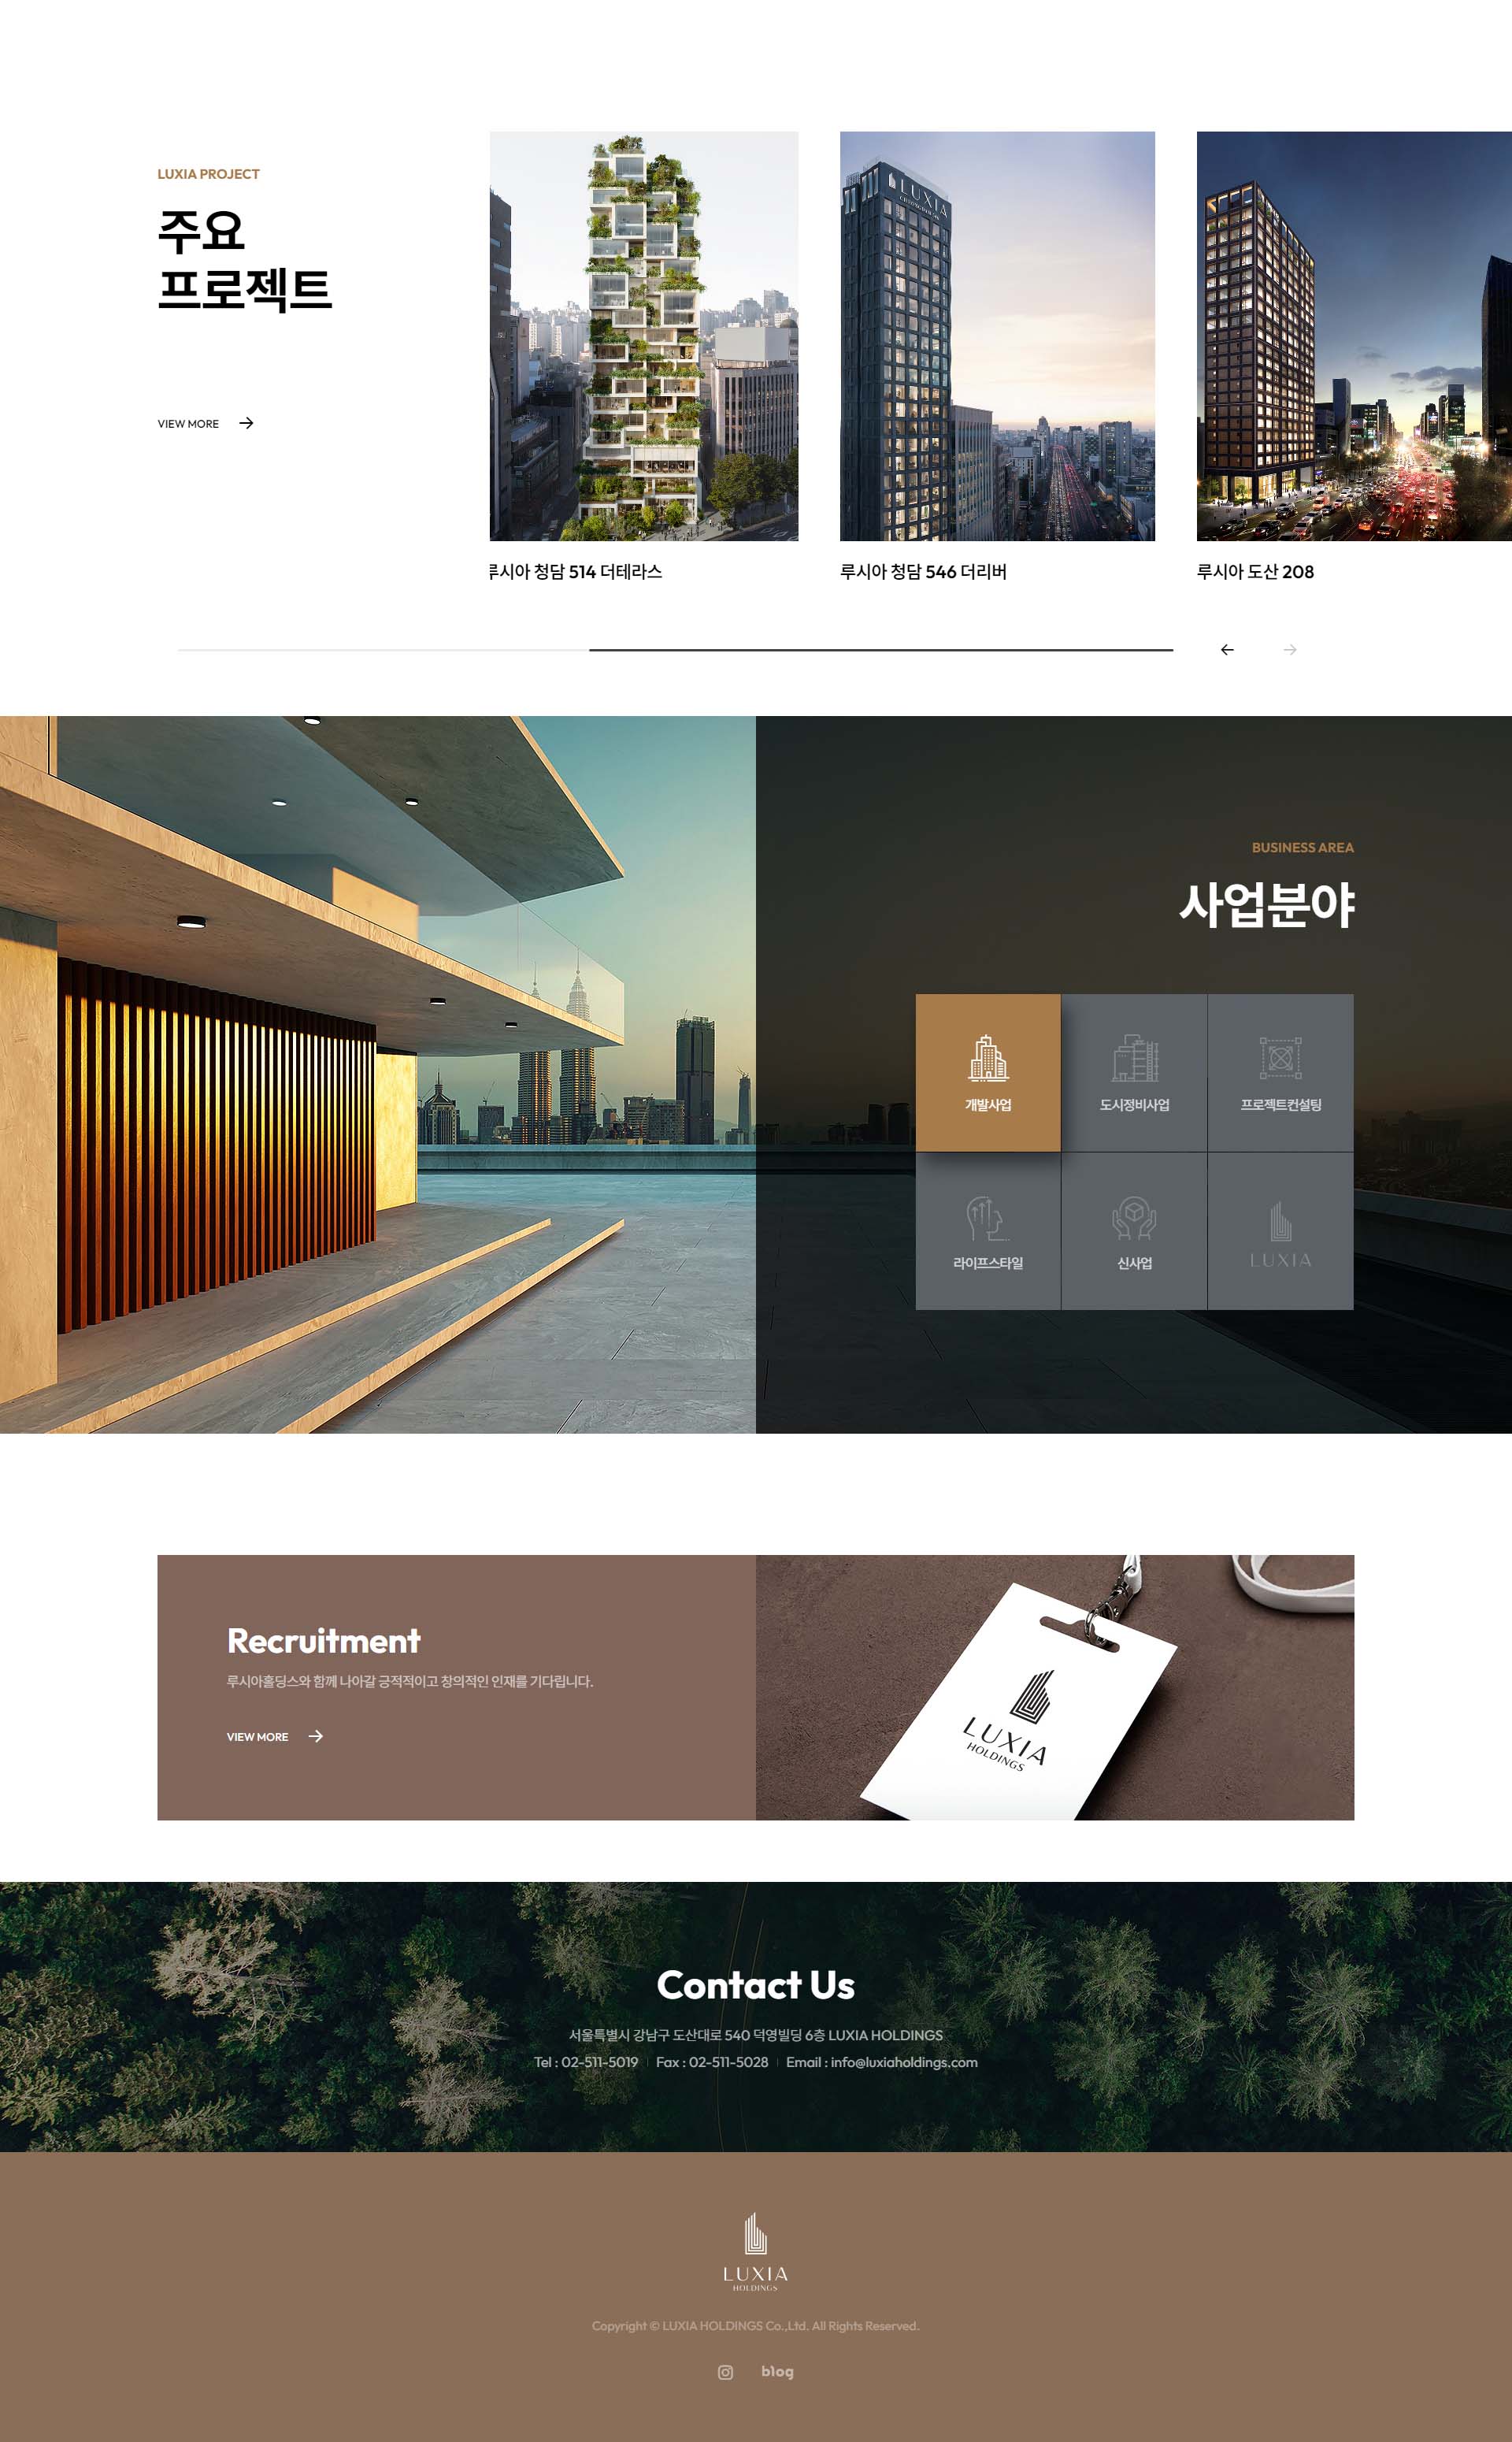 LUXIA PROJECT
주요
프로젝트
VIEW MORE
LUXIA
CHEONGDAM 546
루시아 청담 514 더테라스
루시아 청담 546 더리버
루시아 도산 208
BUSINESS AREA
사업분야
개발사업
도시정비사업
프로젝트컨설팅
라이프스타일
신사업
LUXIA
Recruitment
루시아홀딩스와 함께 나아갈 긍적적이고 창의적인 인재를 기다립니다.
VIEW MORE
LUXIA
HOLDINGS
Contact Us
서울특별시 강남구 도산대로 540 덕영빌딩 6층 LUXIA HOLDINGS
Tel : 02-511-5019 | Fax : 02-511-5028 | Email : info@luxiaholdings.com
LUXIA
HOLDINGS
Copyright © LUXIA HOLDINGS Co.,Ltd. All Rights Reserved.
blog